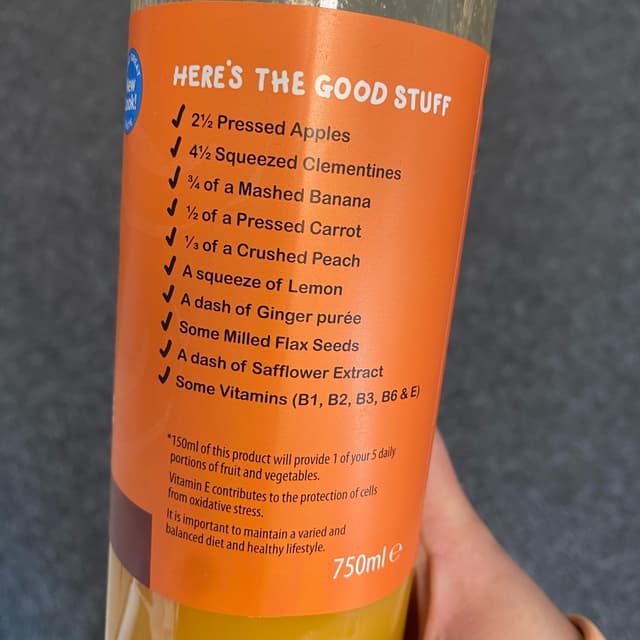 HERE'S THE GOOD STUFF
2½ Pressed Apples
4½ Squeezed Clementines
¾ of a Mashed Banana
½ of a Pressed Carrot
⅓ of a Crushed Peach
A squeeze of Lemon
A dash of Ginger purée
Some Milled Flax Seeds
A dash of Safflower Extract
Some Vitamins (B1, B2, B3, B6 & E)
*150ml of this product will provide 1 of your 5 daily
portions of fruit and vegetables.
Vitamin E contributes to the protection of cells
from oxidative stress.
It is important to maintain a varied and
balanced diet and healthy lifestyle.
750ml e